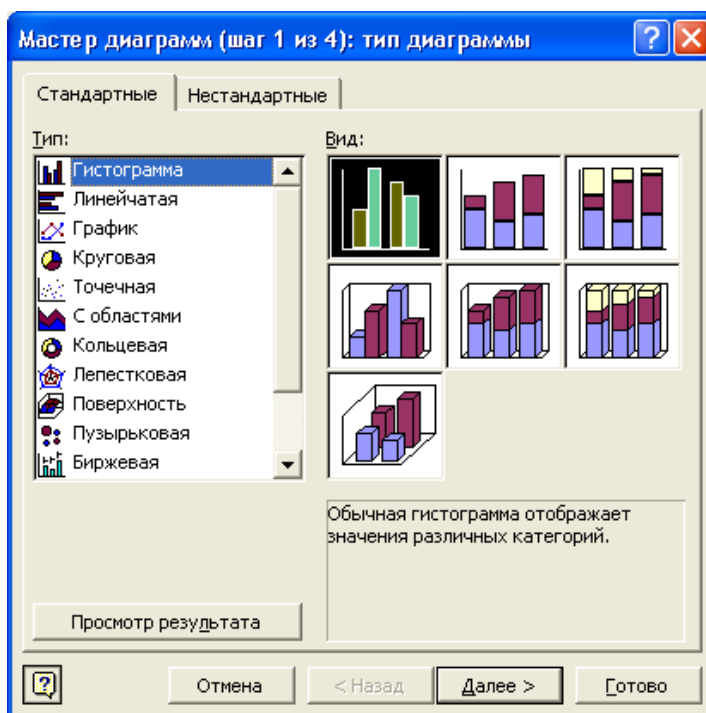 Мастер диаграмм (шаг 1 из 4): тип диаграммы
Стандартные
Нестандартные
Тип:
Вид:
Гистограмма
Линейчатая
График
Круговая
Точечная
С областями
Кольцевая
Лепестковая
Поверхность
Пузырьковая
Биржевая
Обычная гистограмма отображает
значения различных категорий.
Просмотр результата
Отмена
< Назад
Далее >
Готово